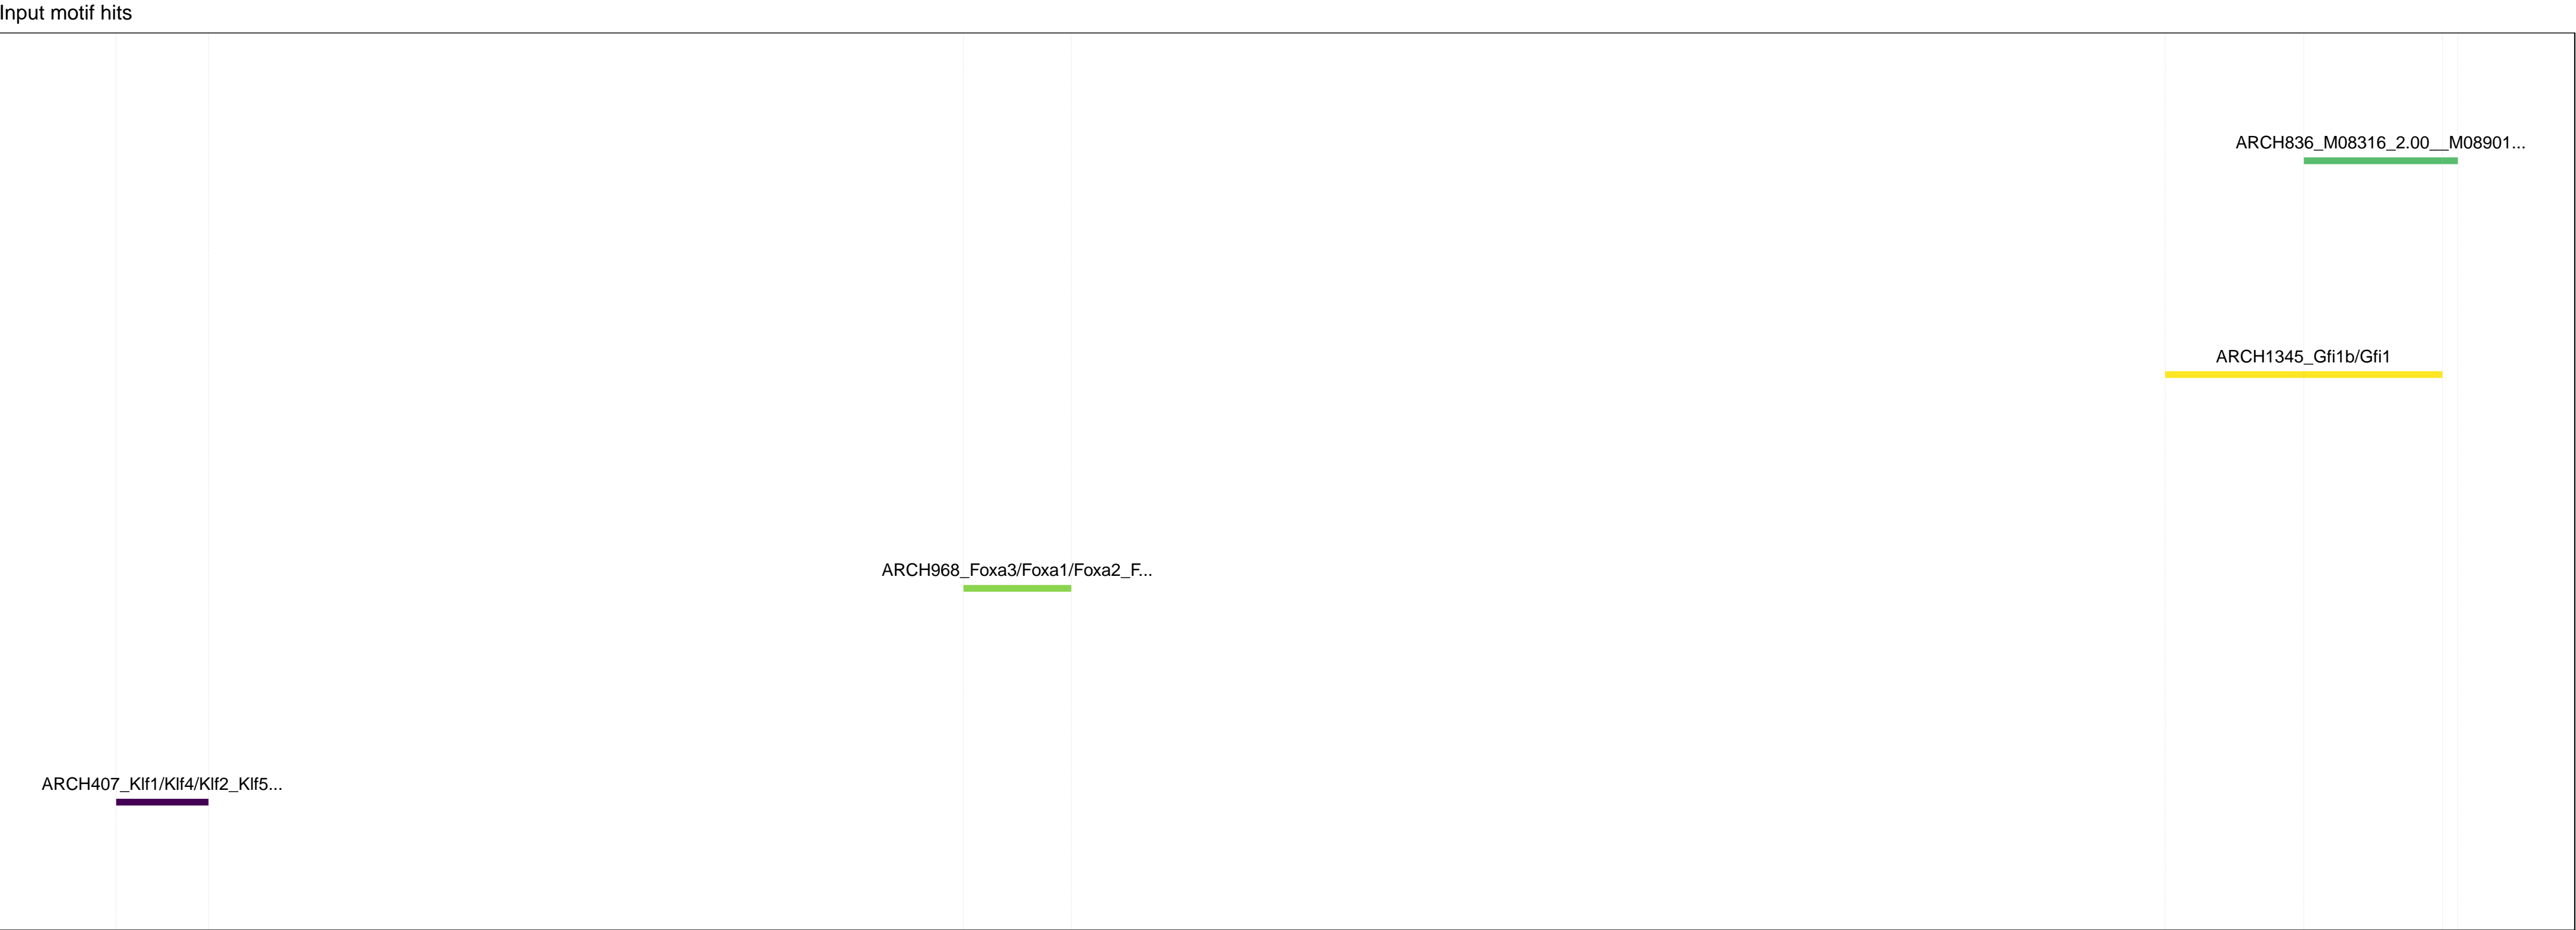 Input motif hits
ARCH836_M08316_2.00__M08901...
ARCH1345_Gfi1b/Gfi1
ARCH968_Foxa3/Foxa1/Foxa2_F...
ARCH407_Klf1/Klf4/Klf2_Klf5...